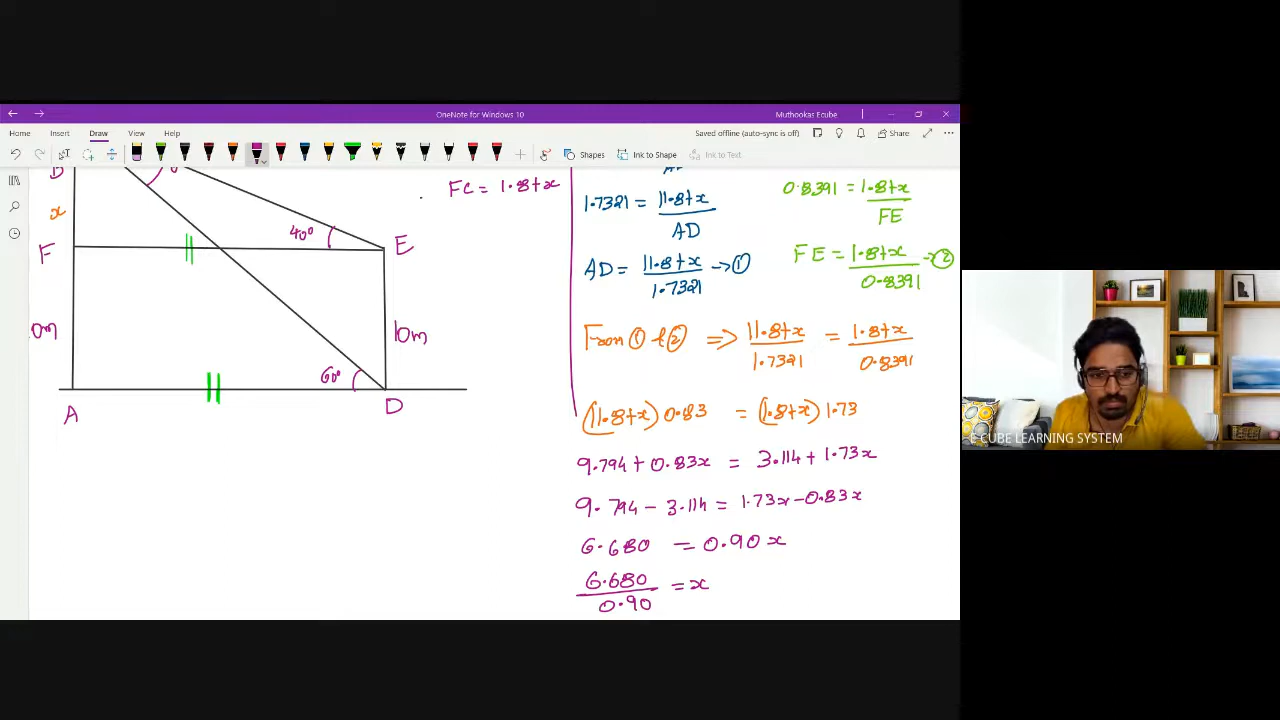 OneNote for Windows 10
Muthookas Ecube
Home Insert Draw View Help
Saved offline (auto-sync is on)
Share
Shapes
Ink to Shape
Ink to Text
x
F
0m
A
40°
E
10m
60°
D
FC = 1.8+x
1.7321 = 11.8+x
AD
AD = 11.8+x → ①
1.7321
0.8391 = 1.8+x
FE
FE = 1.8+x → ②
0.8391
From ① & ② => 11.8+x = 1.8+x
1.7321 0.8391
(11.8+x) 0.83 = (1.8+x) 1.73
9.794 + 0.83x = 3.114 + 1.73x
9.794 - 3.114 = 1.73x - 0.83x
6.680 = 0.90x
6.680 = x
0.90
E CUBE LEARNING SYSTEM